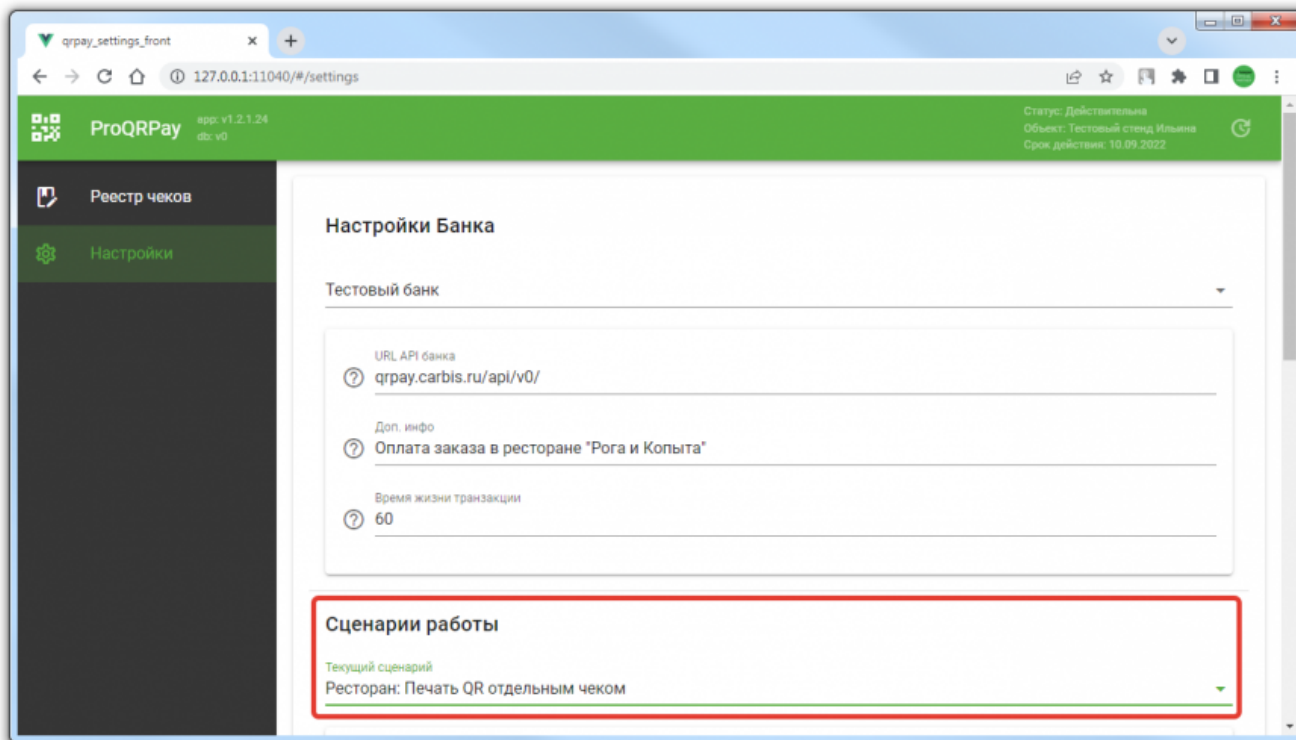 qrpay_settings_front
127.0.0.1:11040/#/settings
ProQRPay
app: v1.2.1.24
db: v0
Статус: Действительна
Объект: Тестовый стенд Ильина
Срок действия: 10.09.2022
Реестр чеков
Настройки
Настройки Банка
Тестовый банк
URL API банка
qrpay.carbis.ru/api/v0/
Доп. инфо
Оплата заказа в ресторане "Рога и Копыта"
Время жизни транзакции
60
Сценарии работы
Текущий сценарий
Ресторан: Печать QR отдельным чеком